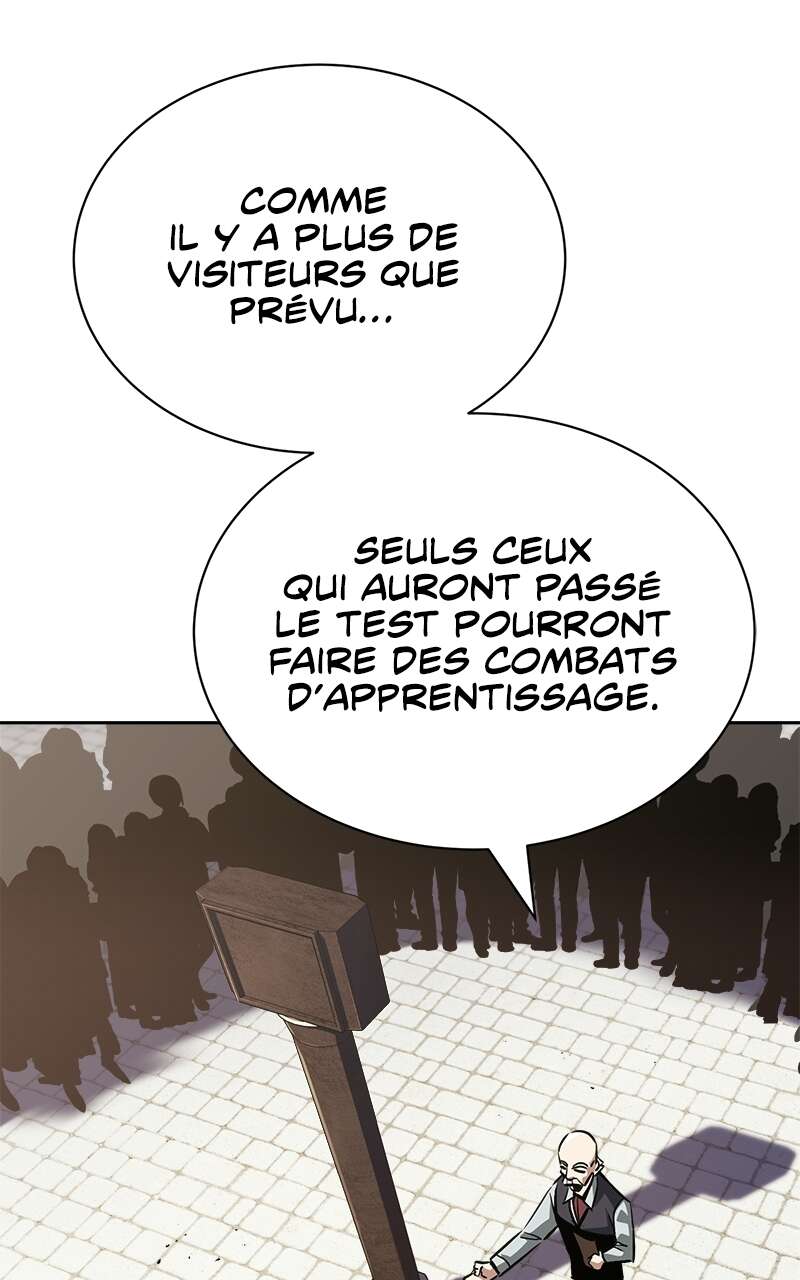 COMME
IL Y A PLUS DE
VISITEURS QUE
PRÉVU...
SEULS CEUX
QUI AURONT PASSÉ
LE TEST POURRONT
FAIRE DES COMBATS
D'APPRENTISSAGE.